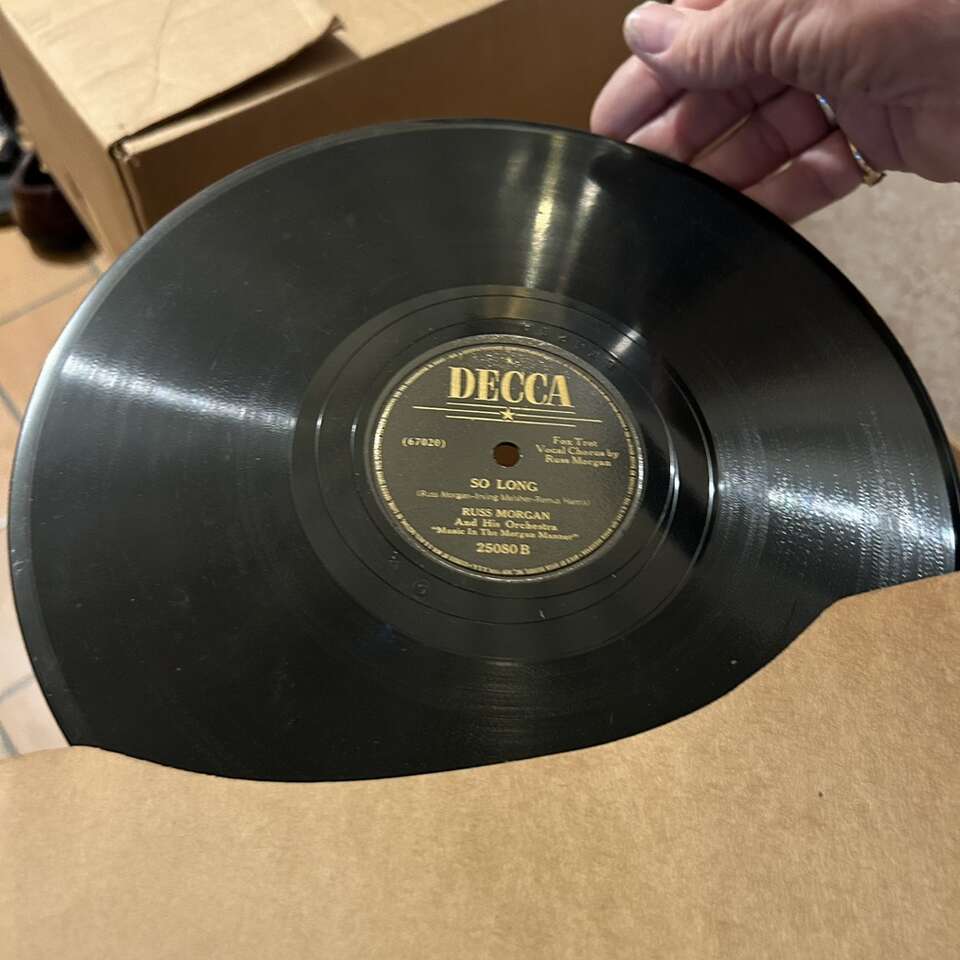 DECCA
(67020)
Fox Trot
Vocal Chorus by
Russ Morgan
SO LONG
(Russ Morgan-Irving Melsher-Remus Harris)
RUSS MORGAN
And His Orchestra
"Music In The Morgan Manner"
25080 B